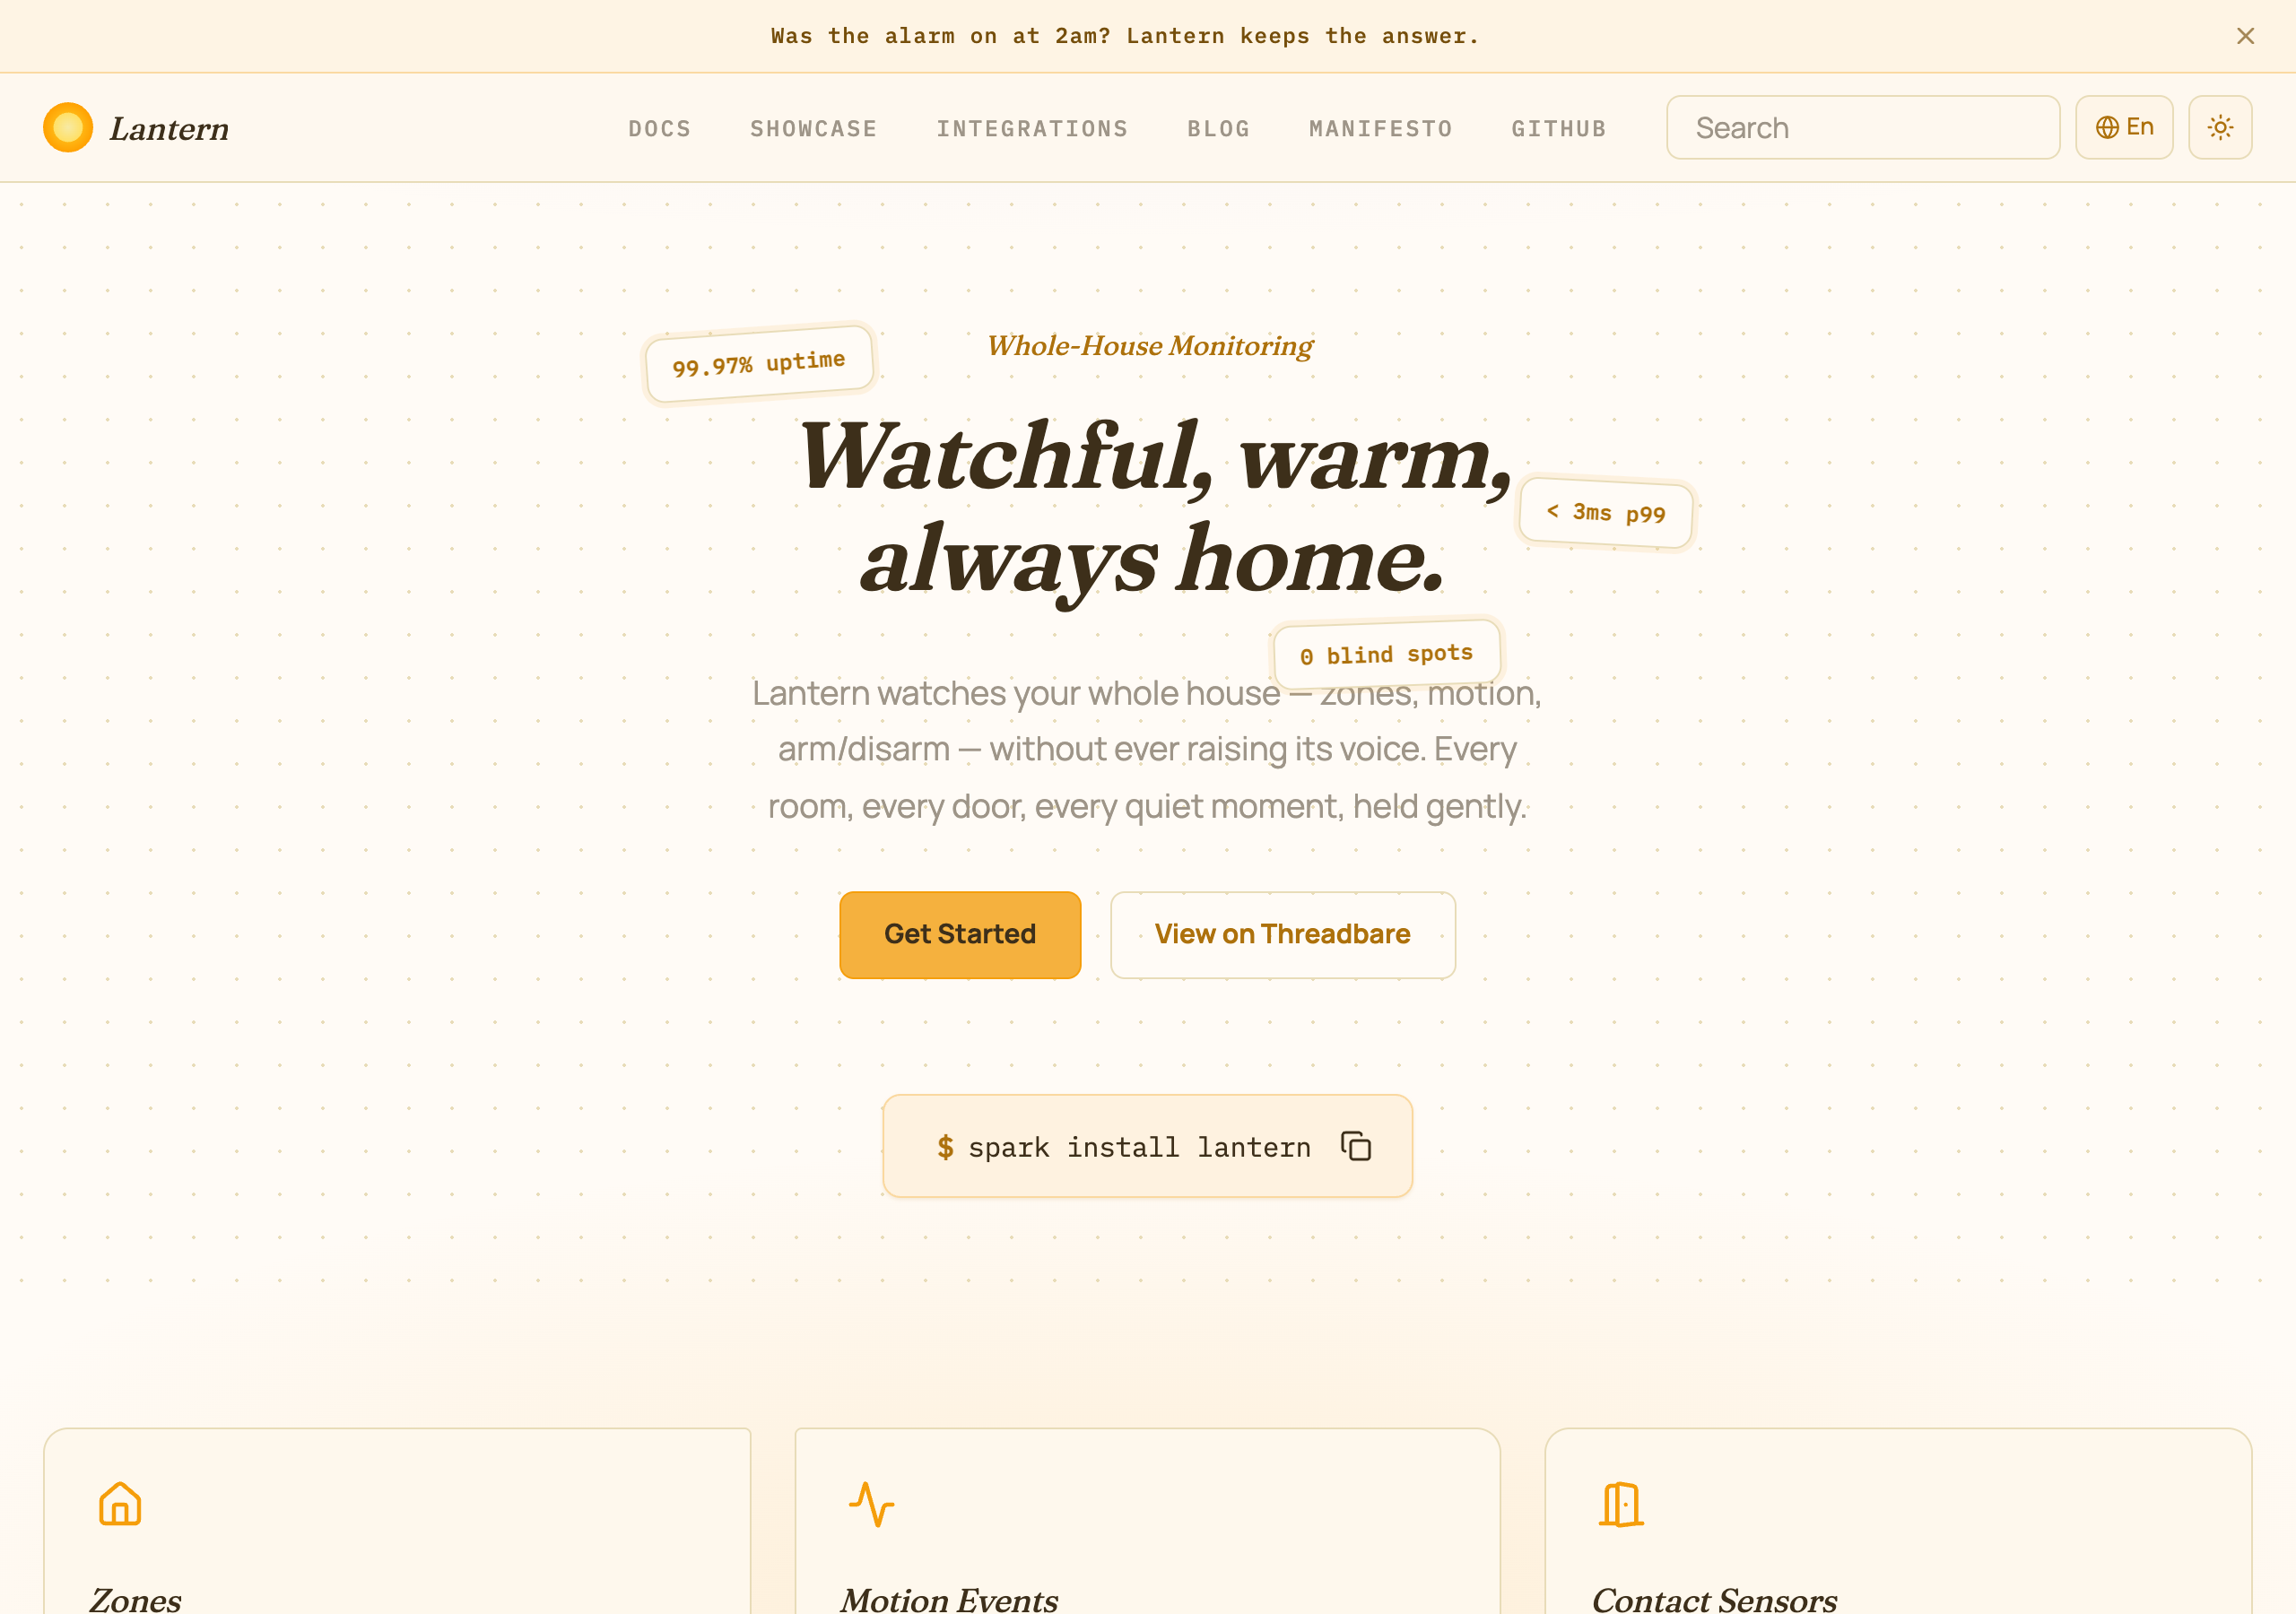 Was the alarm on at 2am? Lantern keeps the answer.
Lantern
DOCS
SHOWCASE
INTEGRATIONS
BLOG
MANIFESTO
GITHUB
Search
En
99.97% uptime
Whole-House Monitoring
Watchful, warm,
always home.
< 3ms p99
0 blind spots
Lantern watches your whole house — zones, motion,
arm/disarm — without ever raising its voice. Every
room, every door, every quiet moment, held gently.
Get Started
View on Threadbare
$ spark install lantern
Zones
Motion Events
Contact Sensors